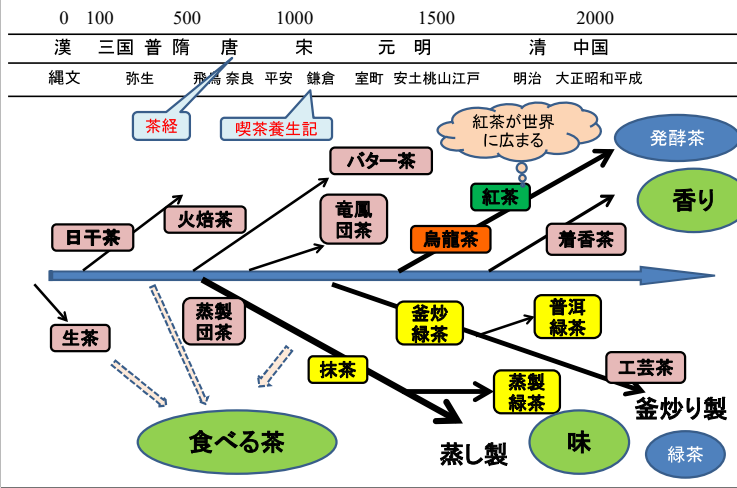 0 100 500 1000 1500 2000
漢 三国 晋 隋 唐 宋 元 明 清 中国
縄文 弥生 飛鳥 奈良 平安 鎌倉 室町 安土桃山江戸 明治 大正昭和平成
茶経
喫茶養生記
紅茶が世界
に広まる
発酵茶
バター茶
香り
紅茶
火焙茶
竜鳳
団茶
日干茶
烏龍茶
着香茶
生茶
蒸製
団茶
釜炒
緑茶
普洱
緑茶
抹茶
工芸茶
蒸製
緑茶
釜炒り製
食べる茶
蒸し製
味
緑茶